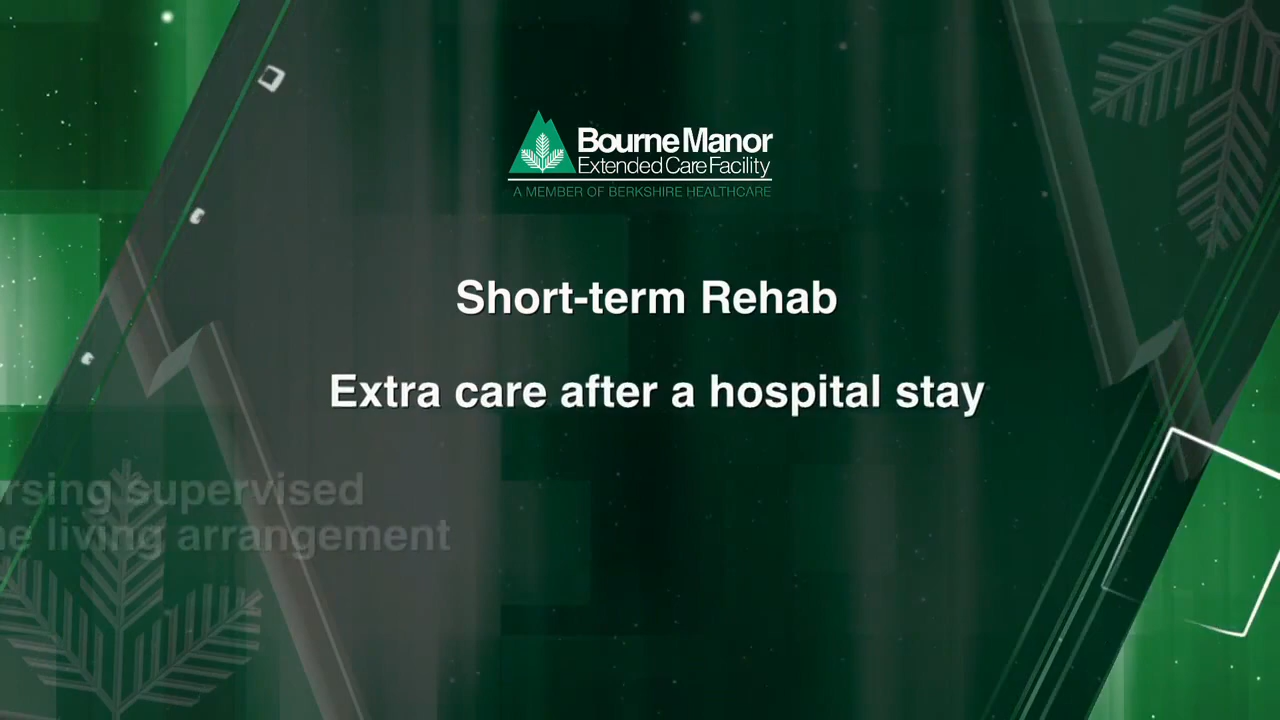 Bourne Manor
Extended Care Facility
A MEMBER OF BERKSHIRE HEALTHCARE
Short-term Rehab
Extra care after a hospital stay
supervised
living arrangement